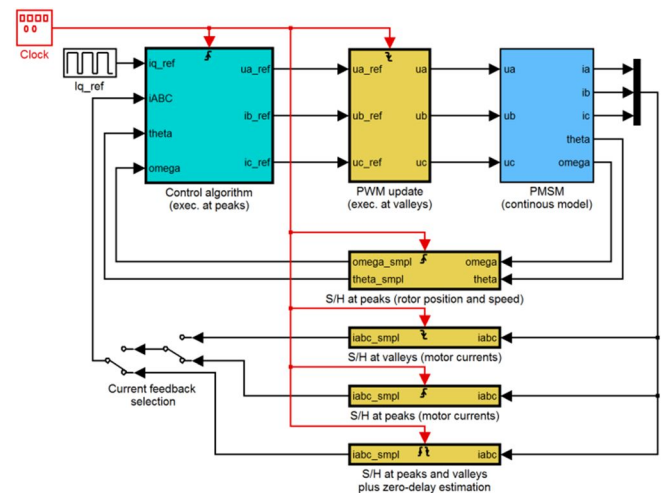 Clock
Iq_ref
iq_ref
iABC
theta
omega
ua_ref
ib_ref
ic_ref
Control algorithm
(exec. at peaks)
ua_ref
ub_ref
uc_ref
ua
ub
uc
PWM update
(exec. at valleys)
ua
ub
uc
ia
ib
ic
theta
omega
PMSM
(continous model)
omega_smpl
theta_smpl
omega
theta
S/H at peaks (rotor position and speed)
iabc_smpl
iabc
S/H at valleys (motor currents)
iabc_smpl
iabc
S/H at peaks (motor currents)
Current feedback
selection
iabc_smpl
iabc
S/H at peaks and valleys
plus zero-delay estimation